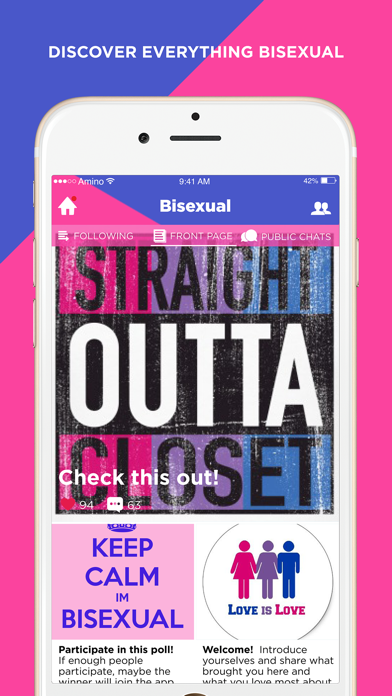 DISCOVER EVERYTHING BISEXUAL
Amino 9:41 AM 42%
Bisexual
FOLLOWING FRONT PAGE PUBLIC CHATS
STRAIGHT
OUTTA
CLOSET
Check this out!
94 63
KEEP
CALM
IM
BISEXUAL
LOVE IS LOVE
Participate in this poll!
If enough people
participate, maybe the
winner will join the app
Welcome! Introduce
yourselves and share what
brought you here and
what you love most about